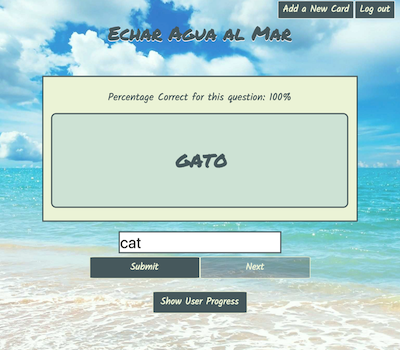 Add a New Card Log out
Echar Agua al Mar
Percentage Correct for this question: 100%
GATO
cat
Submit Next
Show User Progress